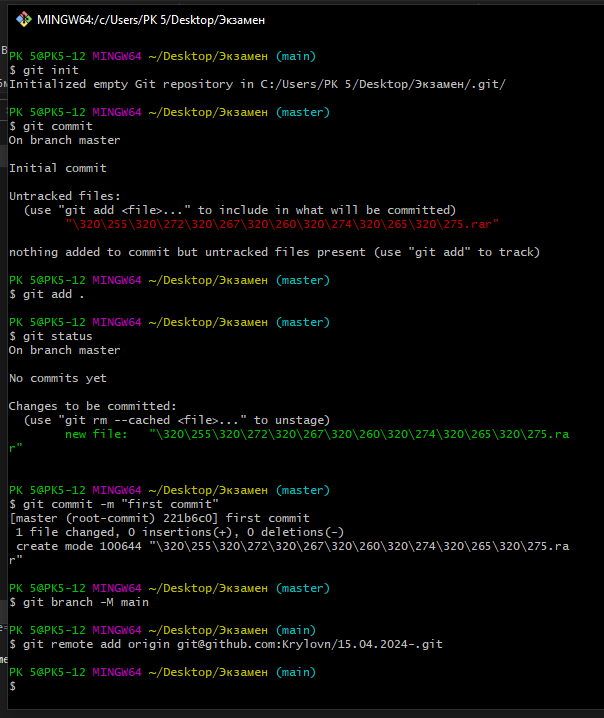 MINGW64:/c/Users/PK 5/Desktop/Экзамен
PK 5@PK5-12 MINGW64 ~/Desktop/Экзамен (main)
$ git init
Initialized empty Git repository in C:/Users/PK 5/Desktop/Экзамен/.git/
PK 5@PK5-12 MINGW64 ~/Desktop/Экзамен (master)
$ git commit
On branch master
Initial commit
Untracked files:
(use "git add <file>..." to include in what will be committed)
"\320\255\320\272\320\267\320\260\320\274\320\265\320\275.rar"
nothing added to commit but untracked files present (use "git add" to track)
PK 5@PK5-12 MINGW64 ~/Desktop/Экзамен (master)
$ git add .
PK 5@PK5-12 MINGW64 ~/Desktop/Экзамен (master)
$ git status
On branch master
No commits yet
Changes to be committed:
(use "git rm --cached <file>..." to unstage)
new file:   "\320\255\320\272\320\267\320\260\320\274\320\265\320\275.ra
r"
PK 5@PK5-12 MINGW64 ~/Desktop/Экзамен (master)
$ git commit -m "first commit"
[master (root-commit) 221b6c0] first commit
1 file changed, 0 insertions(+), 0 deletions(-)
create mode 100644 "\320\255\320\272\320\267\320\260\320\274\320\265\320\275.ra
r"
PK 5@PK5-12 MINGW64 ~/Desktop/Экзамен (master)
$ git branch -M main
PK 5@PK5-12 MINGW64 ~/Desktop/Экзамен (main)
$ git remote add origin git@github.com:Krylovn/15.04.2024-.git
PK 5@PK5-12 MINGW64 ~/Desktop/Экзамен (main)
$